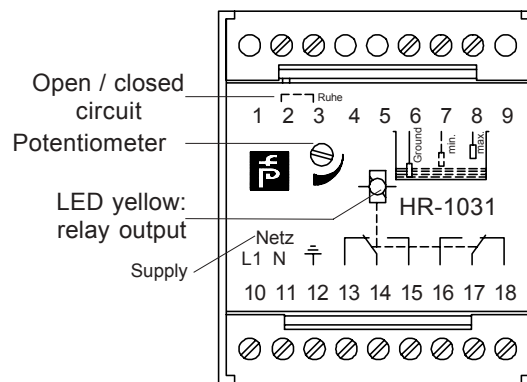 Open / closed
circuit
Ruhe
1 2 3 4 5 6 7 8 9
Ground
min.
max.
Potentiometer
LED yellow:
relay output
HR-1031
Supply
Netz
L1 N
10 11 12 13 14 15 16 17 18